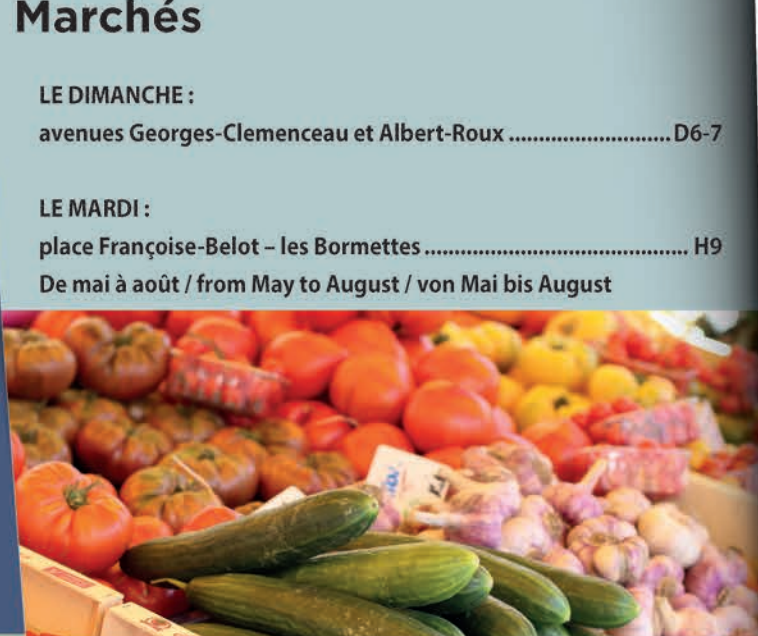 Marchés
LE DIMANCHE :
avenues Georges-Clemenceau et Albert-Roux ........................... D6-7
LE MARDI :
place Françoise-Belot – les Bormettes ............................................ H9
De mai à août / from May to August / von Mai bis August